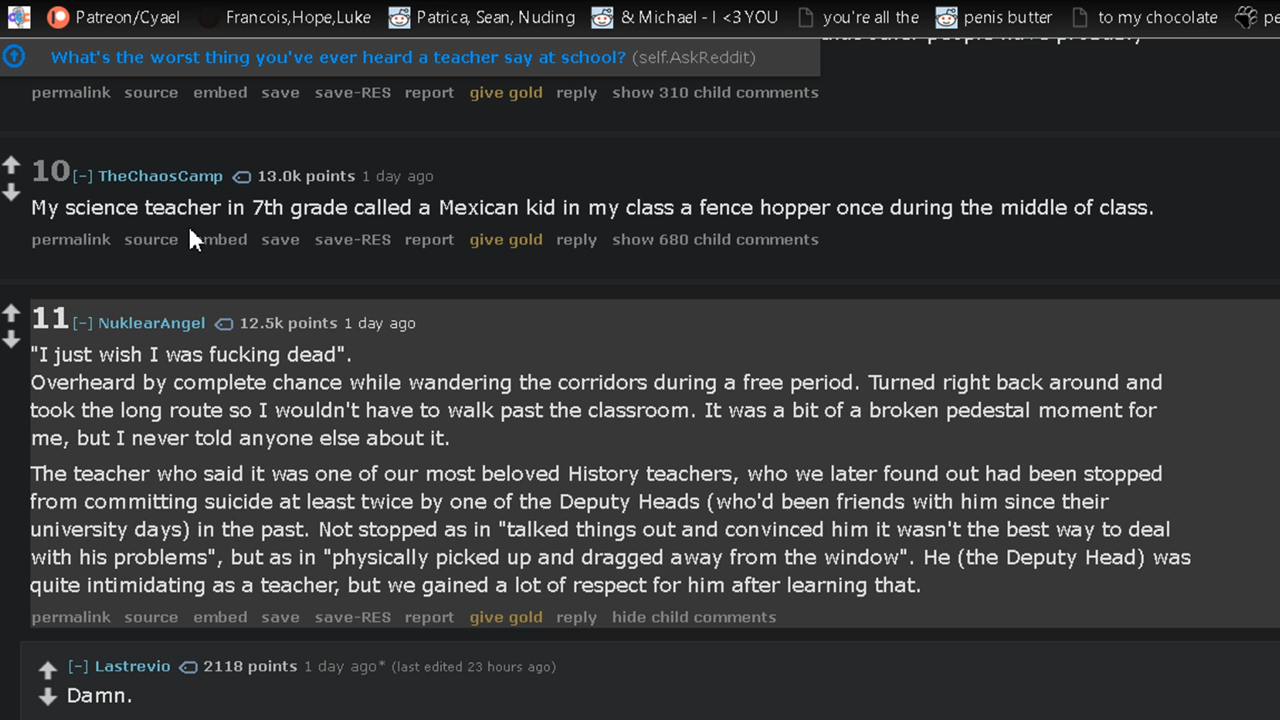 Patreon/Cyael Francois,Hope,Luke Patrica, Sean, Nuding & Michael - I <3 YOU you're all the penis butter to my chocolate pe
What's the worst thing you've ever heard a teacher say at school? (self.AskReddit)
permalink source embed save save-RES report give gold reply show 310 child comments
10 [-] TheChaosCamp 13.0k points 1 day ago
My science teacher in 7th grade called a Mexican kid in my class a fence hopper once during the middle of class.
permalink source embed save save-RES report give gold reply show 680 child comments
11 [-] NuklearAngel 12.5k points 1 day ago
"I just wish I was fucking dead".
Overheard by complete chance while wandering the corridors during a free period. Turned right back around and
took the long route so I wouldn't have to walk past the classroom. It was a bit of a broken pedestal moment for
me, but I never told anyone else about it.
The teacher who said it was one of our most beloved History teachers, who we later found out had been stopped
from committing suicide at least twice by one of the Deputy Heads (who'd been friends with him since their
university days) in the past. Not stopped as in "talked things out and convinced him it wasn't the best way to deal
with his problems", but as in "physically picked up and dragged away from the window". He (the Deputy Head) was
quite intimidating as a teacher, but we gained a lot of respect for him after learning that.
permalink source embed save save-RES report give gold reply hide child comments
[-] Lastrevio 2118 points 1 day ago* (last edited 23 hours ago)
Damn.